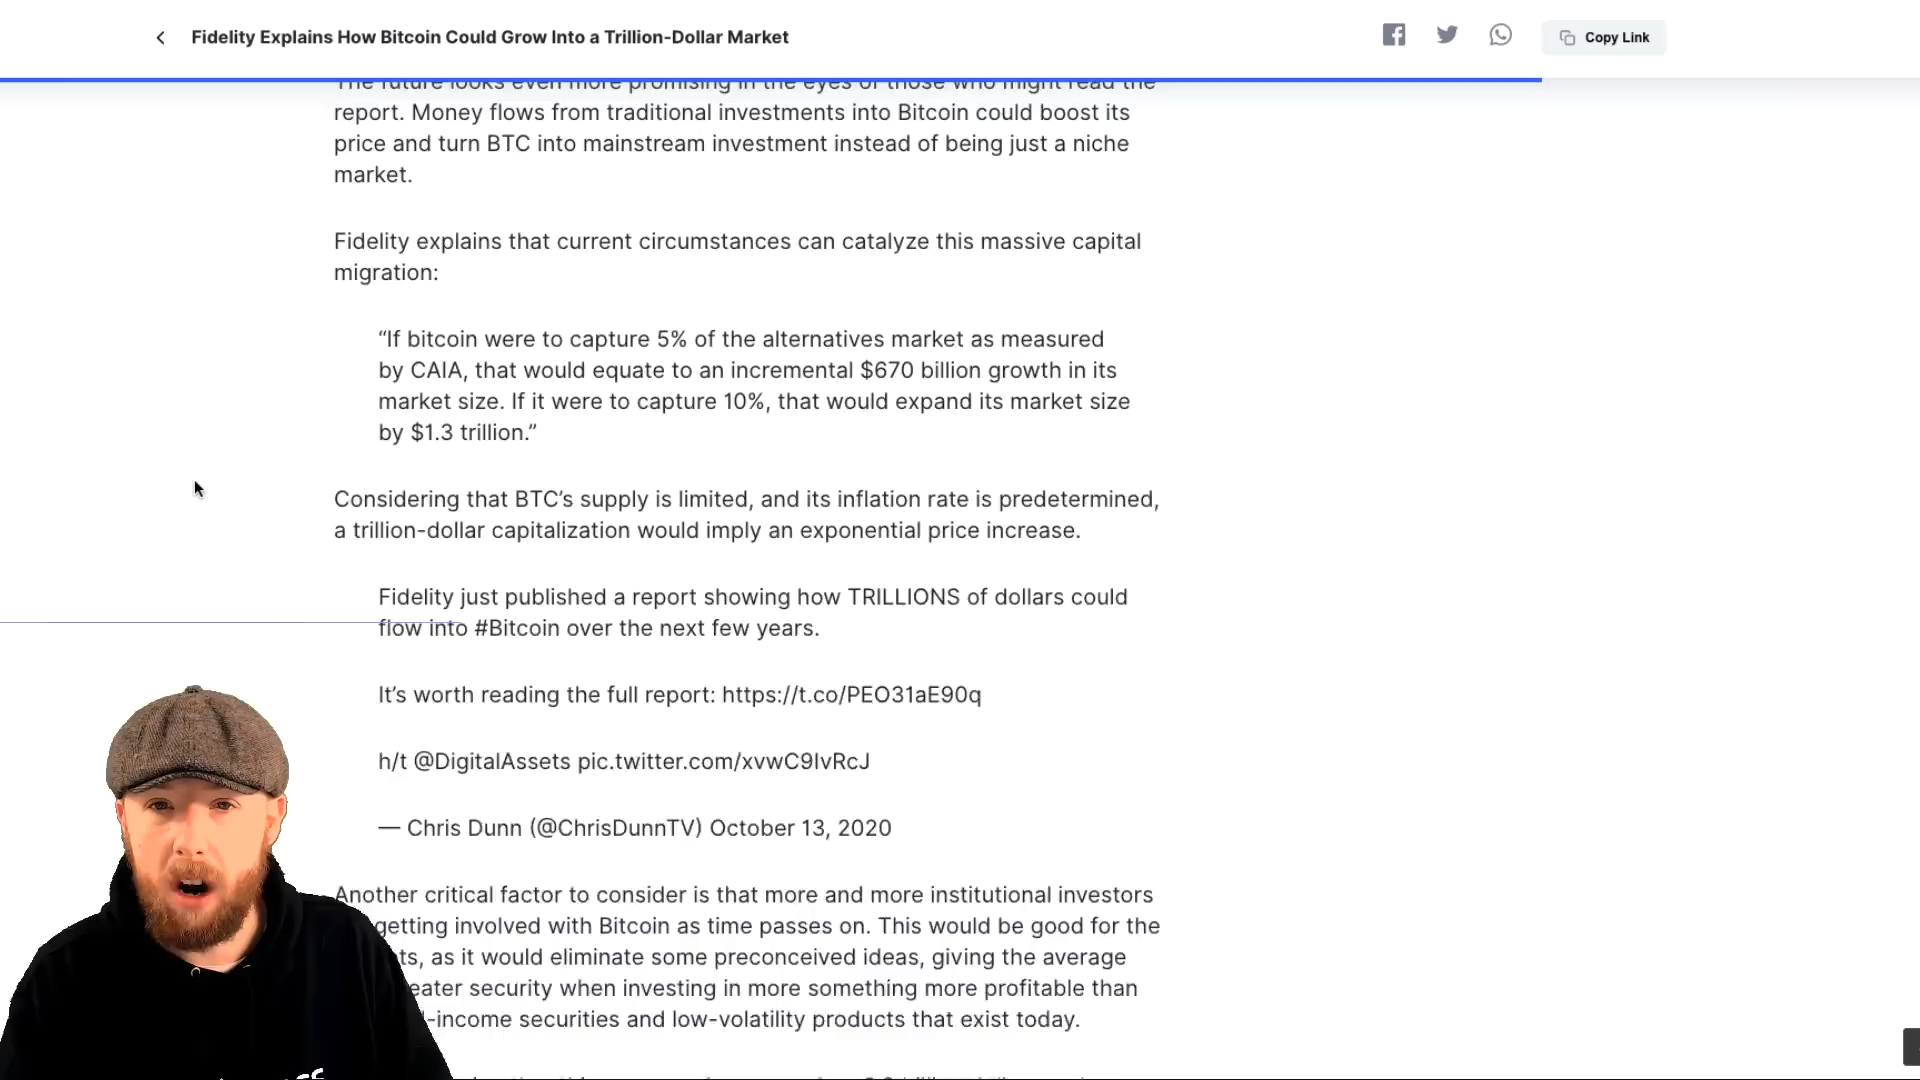 Fidelity Explains How Bitcoin Could Grow Into a Trillion-Dollar Market
Copy Link
The future looks even more promising in the eyes of those who might read the
report. Money flows from traditional investments into Bitcoin could boost its
price and turn BTC into mainstream investment instead of being just a niche
market.
Fidelity explains that current circumstances can catalyze this massive capital
migration:
“If bitcoin were to capture 5% of the alternatives market as measured
by CAIA, that would equate to an incremental $670 billion growth in its
market size. If it were to capture 10%, that would expand its market size
by $1.3 trillion.”
Considering that BTC’s supply is limited, and its inflation rate is predetermined,
a trillion-dollar capitalization would imply an exponential price increase.
Fidelity just published a report showing how TRILLIONS of dollars could
flow into #Bitcoin over the next few years.
It’s worth reading the full report: https://t.co/PEO31aE90q
h/t @DigitalAssets pic.twitter.com/xvwC9IvRcJ
— Chris Dunn (@ChrisDunnTV) October 13, 2020
Another critical factor to consider is that more and more institutional investors
getting involved with Bitcoin as time passes on. This would be good for the
as it would eliminate some preconceived ideas, giving the average
security when investing in more something more profitable than
-income securities and low-volatility products that exist today.